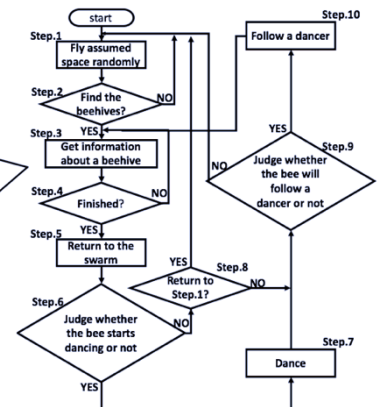 start
Step.1
Fly assumed
space randomly
Step.2
Find the
beehives?
NO
YES
Step.3
Get information
about a beehive
Step.4
Finished?
NO
YES
Step.5
Return to the
swarm
Step.6
Judge whether
the bee starts
dancing or not
NO
YES
Step.7
Dance
Step.8
Return to
Step.1?
YES
NO
Step.9
Judge whether
the bee will
follow a
dancer or not
NO
YES
Step.10
Follow a dancer